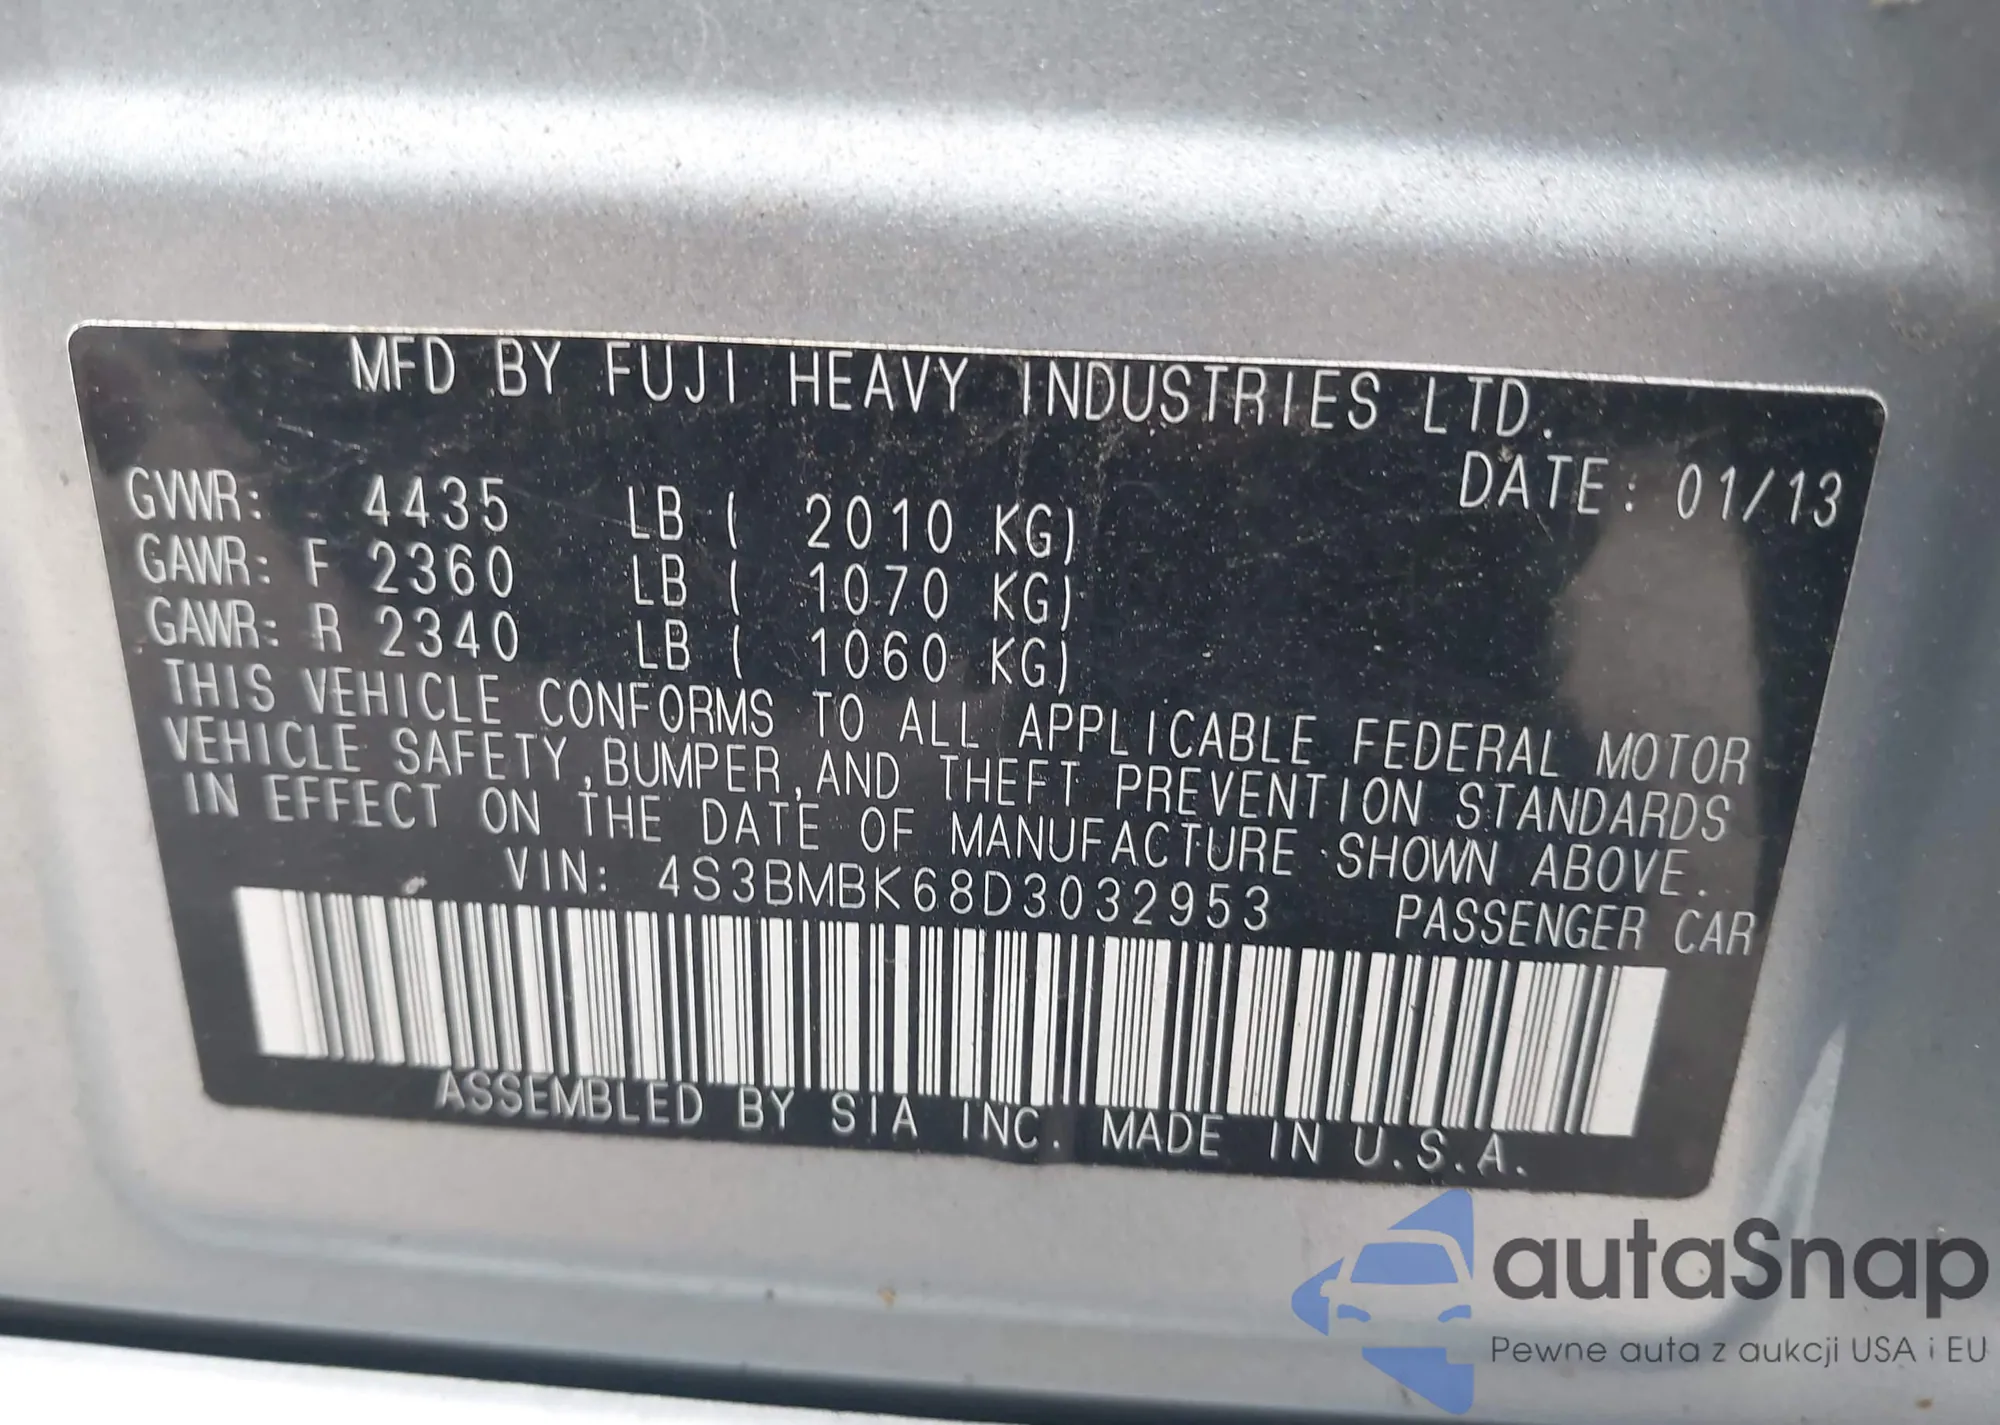 MFD BY FUJI HEAVY INDUSTRIES LTD.
DATE: 01/13
GVWR: 4435 LB ( 2010 KG)
GAWR: F 2360 LB ( 1070 KG)
GAWR: R 2340 LB ( 1060 KG)
THIS VEHICLE CONFORMS TO ALL APPLICABLE FEDERAL MOTOR
VEHICLE SAFETY,BUMPER,AND THEFT PREVENTION STANDARDS
IN EFFECT ON THE DATE OF MANUFACTURE SHOWN ABOVE.
VIN: 4S3BMBK68D3032953 PASSENGER CAR
ASSEMBLED BY SIA INC. MADE IN U.S.A.
autaSnap
Pewne auta z aukcji USA i EU